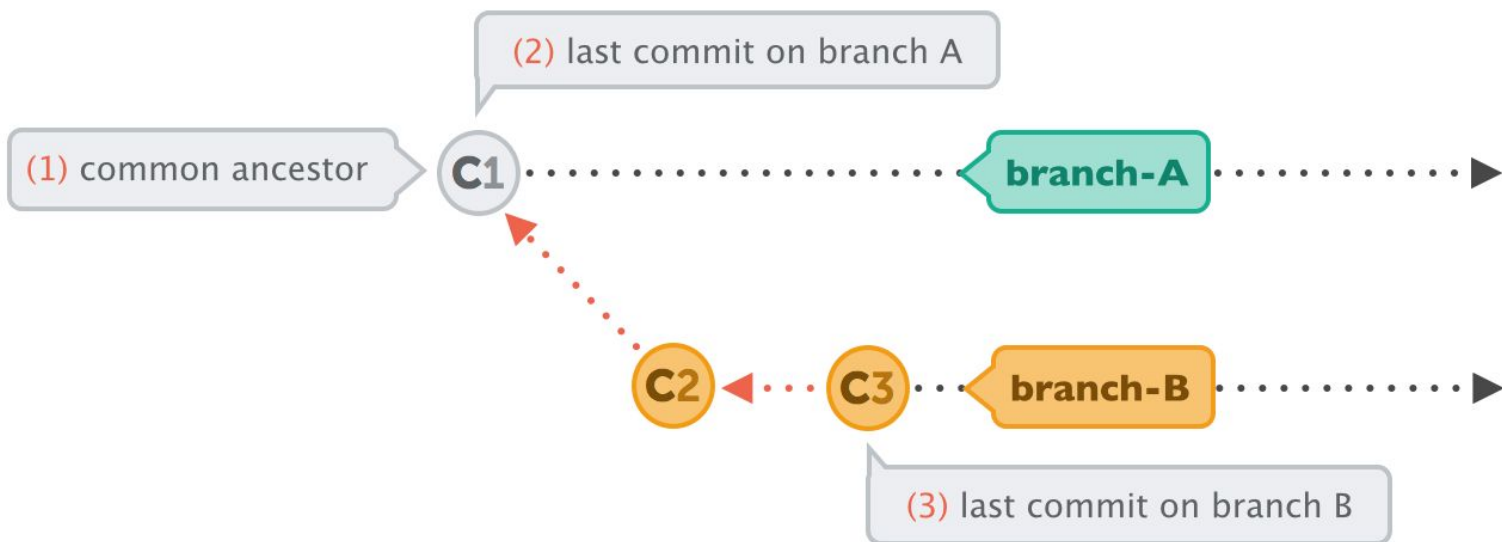 (2) last commit on branch A
(1) common ancestor
C1
branch-A
C2
C3
branch-B
(3) last commit on branch B